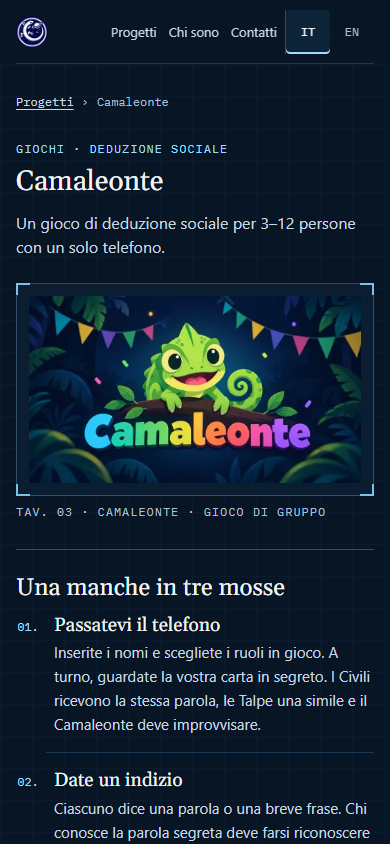 Progetti Chi sono Contatti IT EN
Progetti › Camaleonte
GIOCHI · DEDUZIONE SOCIALE
Camaleonte
Un gioco di deduzione sociale per 3–12 persone
con un solo telefono.
Camaleonte
TAV. 03 · CAMALEONTE · GIOCO DI GRUPPO
Una manche in tre mosse
01. Passatevi il telefono
Inserite i nomi e scegliete i ruoli in gioco. A
turno, guardate la vostra carta in segreto. I Civili
ricevono la stessa parola, le Talpe una simile e il
Camaleonte deve improvvisare.
02. Date un indizio
Ciascuno dice una parola o una breve frase. Chi
conosce la parola segreta deve farsi riconoscere